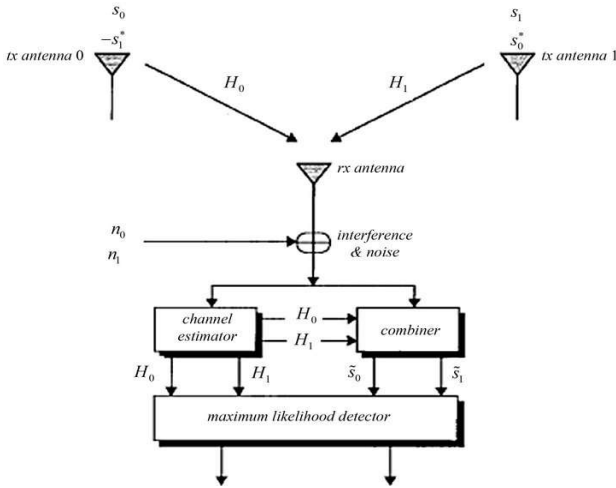 s₀ s₁
−s₁* s₀*
tx antenna 0 tx antenna 1
H₀ H₁
rx antenna
n₀
n₁
interference
& noise
channel
estimator
H₀
H₁
combiner
H₀ H₁ s̃₀ s̃₁
maximum likelihood detector